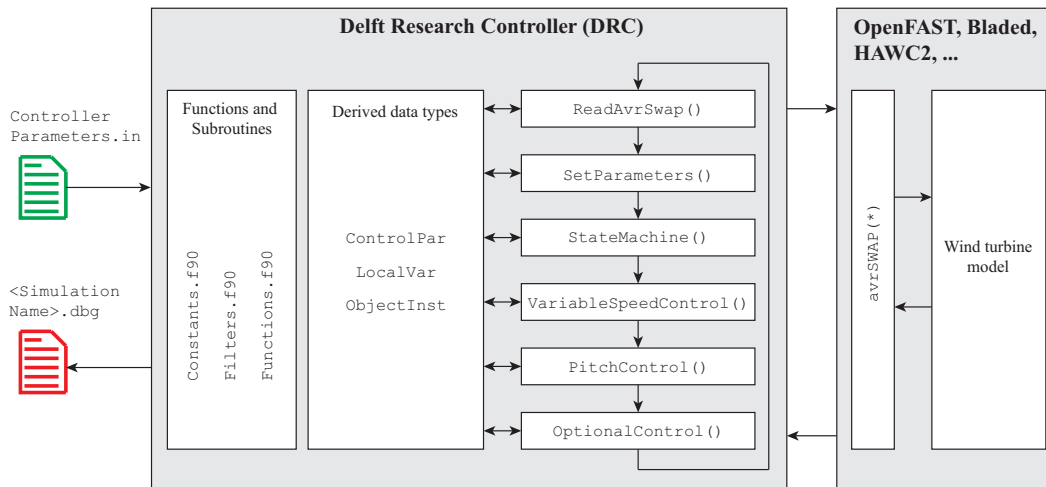 Delft Research Controller (DRC)
OpenFAST, Bladed,
HAWC2, ...
Controller
Parameters.in
<Simulation
Name>.dbg
Functions and
Subroutines
Constants.f90
Filters.f90
Functions.f90
Derived data types
ControlPar
LocalVar
ObjectInst
ReadAvrSwap()
SetParameters()
StateMachine()
VariableSpeedControl()
PitchControl()
OptionalControl()
avrSWAP(*)
Wind turbine
model